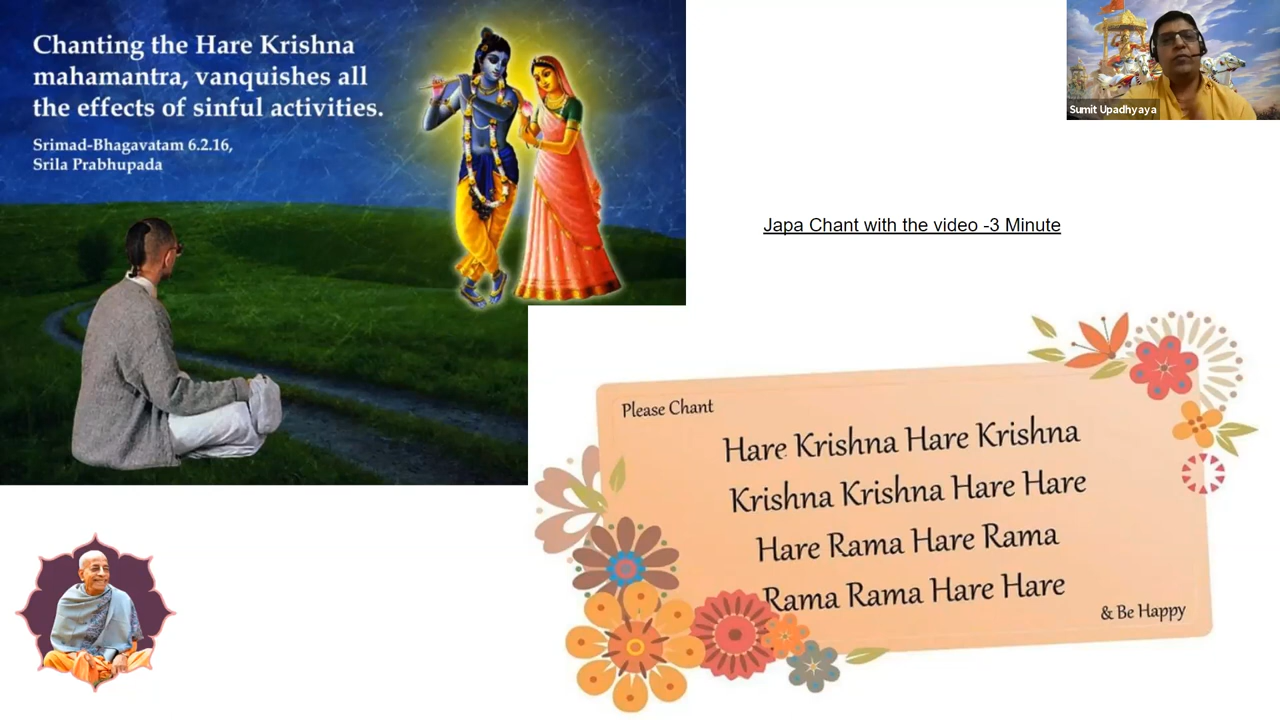 Chanting the Hare Krishna
mahamantra, vanquishes all
the effects of sinful activities.
Srimad-Bhagavatam 6.2.16,
Srila Prabhupada
Sumit Upadhyaya
Japa Chant with the video -3 Minute
Please Chant
Hare Krishna Hare Krishna
Krishna Krishna Hare Hare
Hare Rama Hare Rama
Rama Rama Hare Hare
& Be Happy